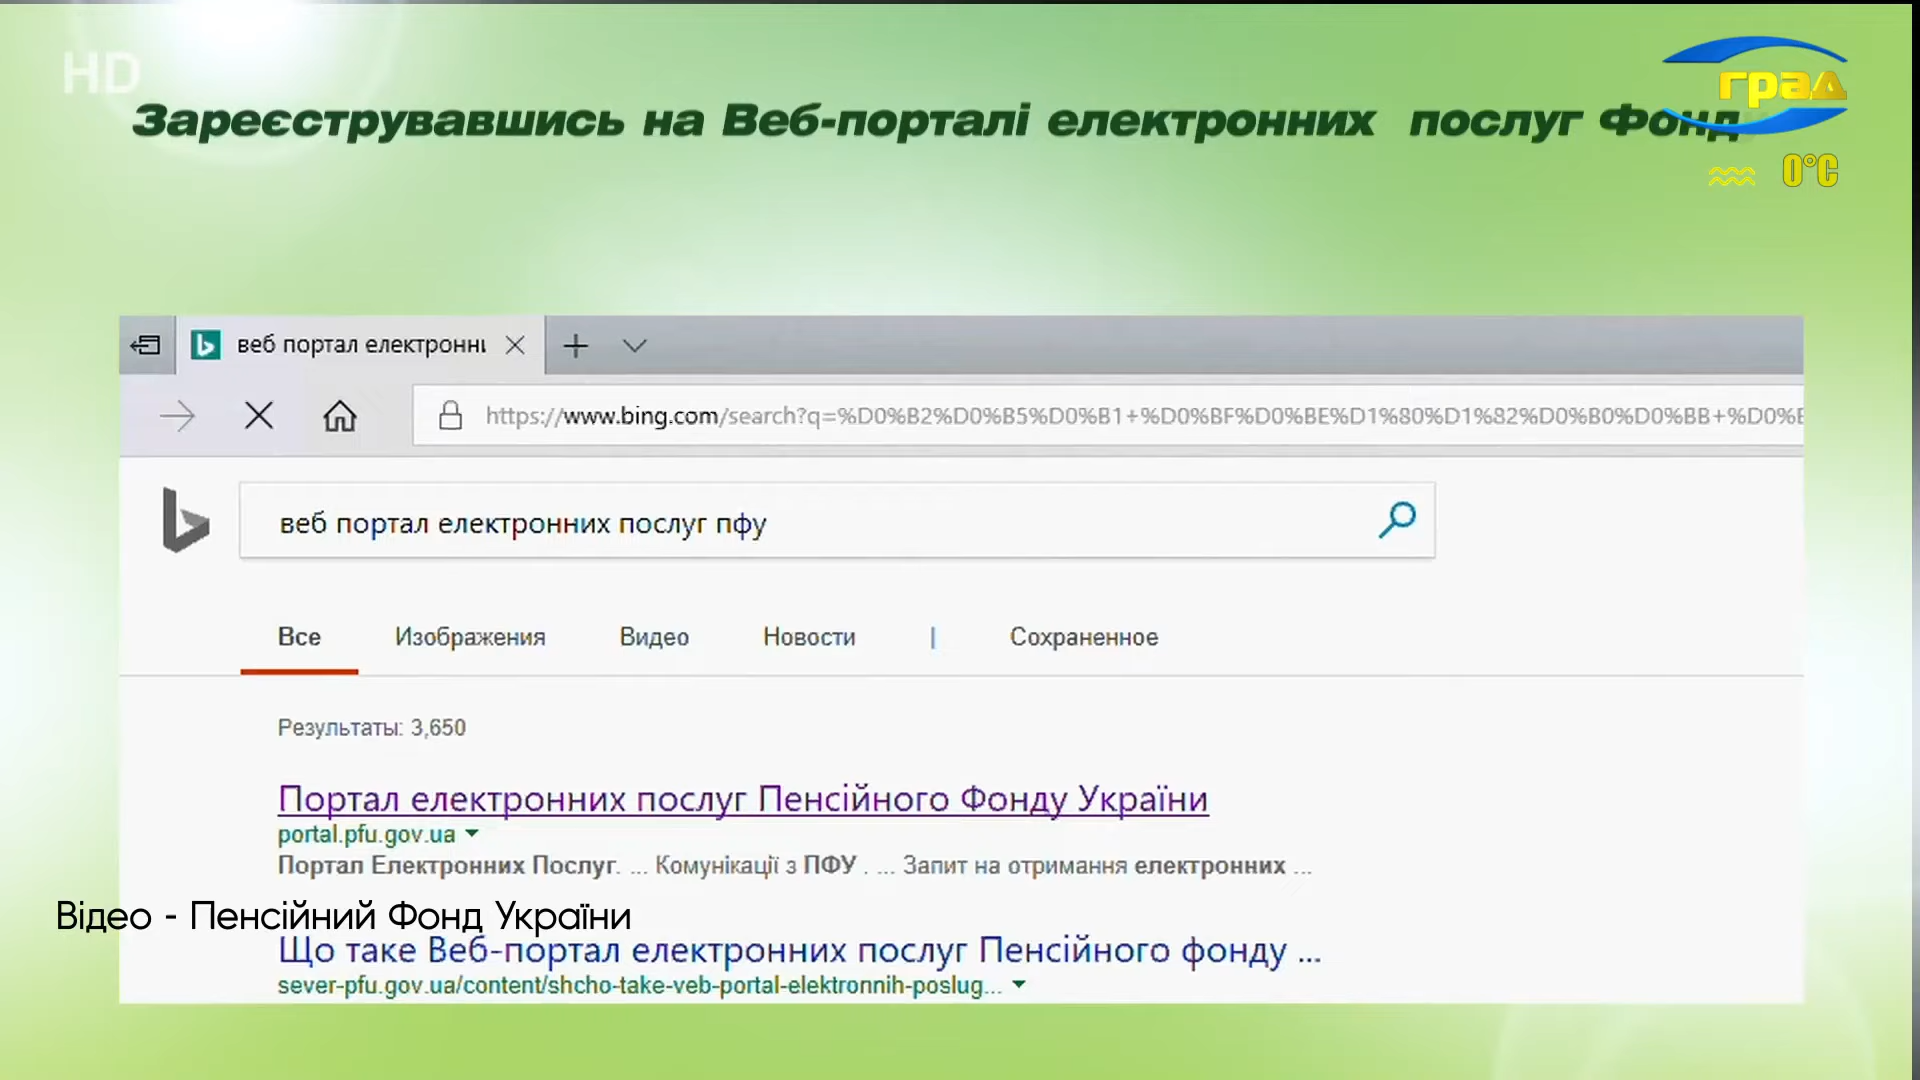 HD
град
Зареєструвавшись на Веб-порталі електронних послуг Фонд
0°C
веб портал електронні
https://www.bing.com/search?q=%D0%B2%D0%B5%D0%B1+%D0%BF%D0%BE%D1%80%D1%82%D0%B0%D0%BB+%D0%E
веб портал електронних послуг пфу
Все Изображения Видео Новости | Сохраненное
Результаты: 3,650
Портал електронних послуг Пенсійного Фонду України
portal.pfu.gov.ua
Портал Електронних Послуг. ... Комунікації з ПФУ . ... Запит на отримання електронних ...
Відео - Пенсійний Фонд України
Що таке Веб-портал електронних послуг Пенсійного фонду ...
sever-pfu.gov.ua/content/shcho-take-veb-portal-elektronnih-poslug...